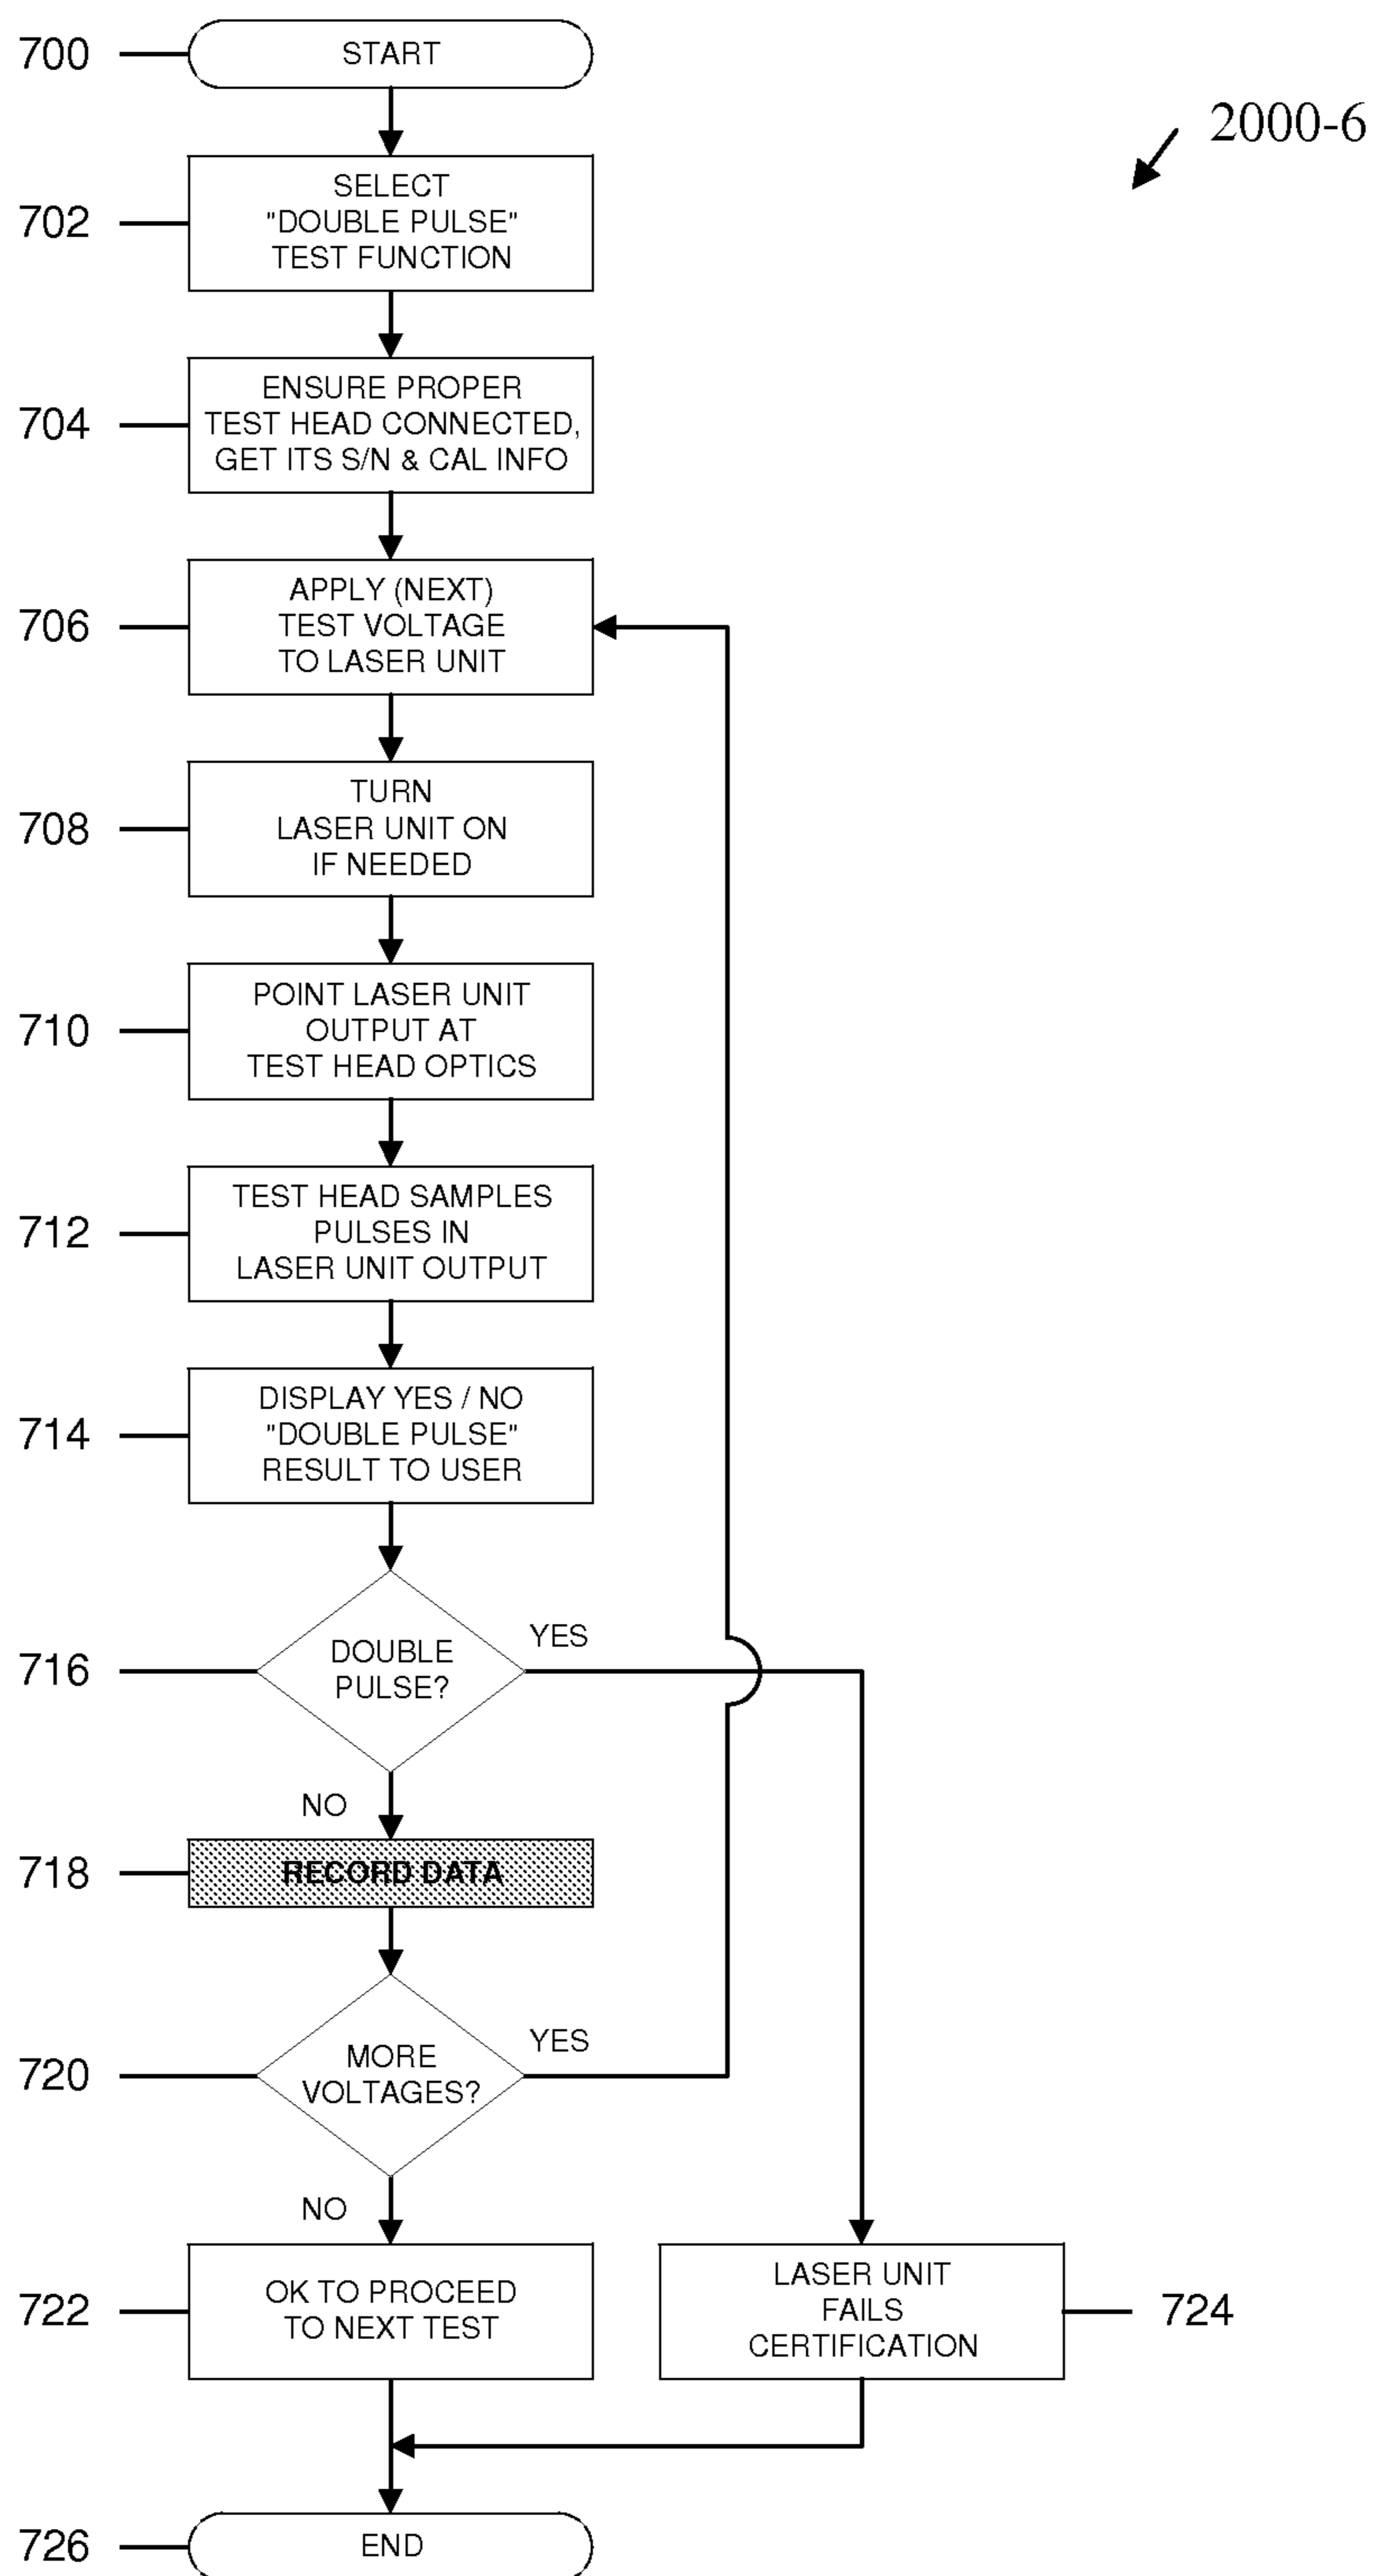 700
START
2000-6
702
SELECT
"DOUBLE PULSE"
TEST FUNCTION
704
ENSURE PROPER
TEST HEAD CONNECTED,
GET ITS S/N & CAL INFO
706
APPLY (NEXT)
TEST VOLTAGE
TO LASER UNIT
708
TURN
LASER UNIT ON
IF NEEDED
710
POINT LASER UNIT
OUTPUT AT
TEST HEAD OPTICS
712
TEST HEAD SAMPLES
PULSES IN
LASER UNIT OUTPUT
714
DISPLAY YES / NO
"DOUBLE PULSE"
RESULT TO USER
716
DOUBLE
PULSE?
YES
NO
718
RECORD DATA
720
MORE
VOLTAGES?
YES
NO
722
OK TO PROCEED
TO NEXT TEST
LASER UNIT
FAILS
CERTIFICATION
724
726
END